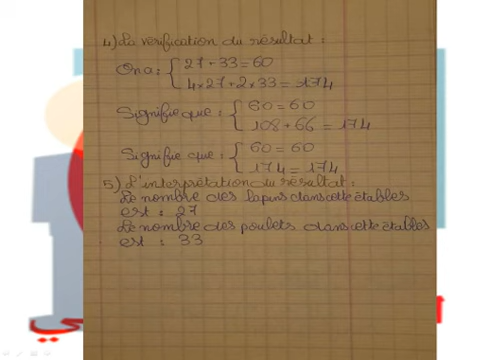 4) La vérification du résultat :
On a : { 27 + 33 = 60
4 x 27 + 2 x 33 = 174
Signifie que : { 60 = 60
108 + 66 = 174
Signifie que : { 60 = 60
174 = 174
5) L'interprétation du résultat :
Le nombre des lapins dans cette étables
est : 27
Le nombre des poulets dans cette étables
est : 33